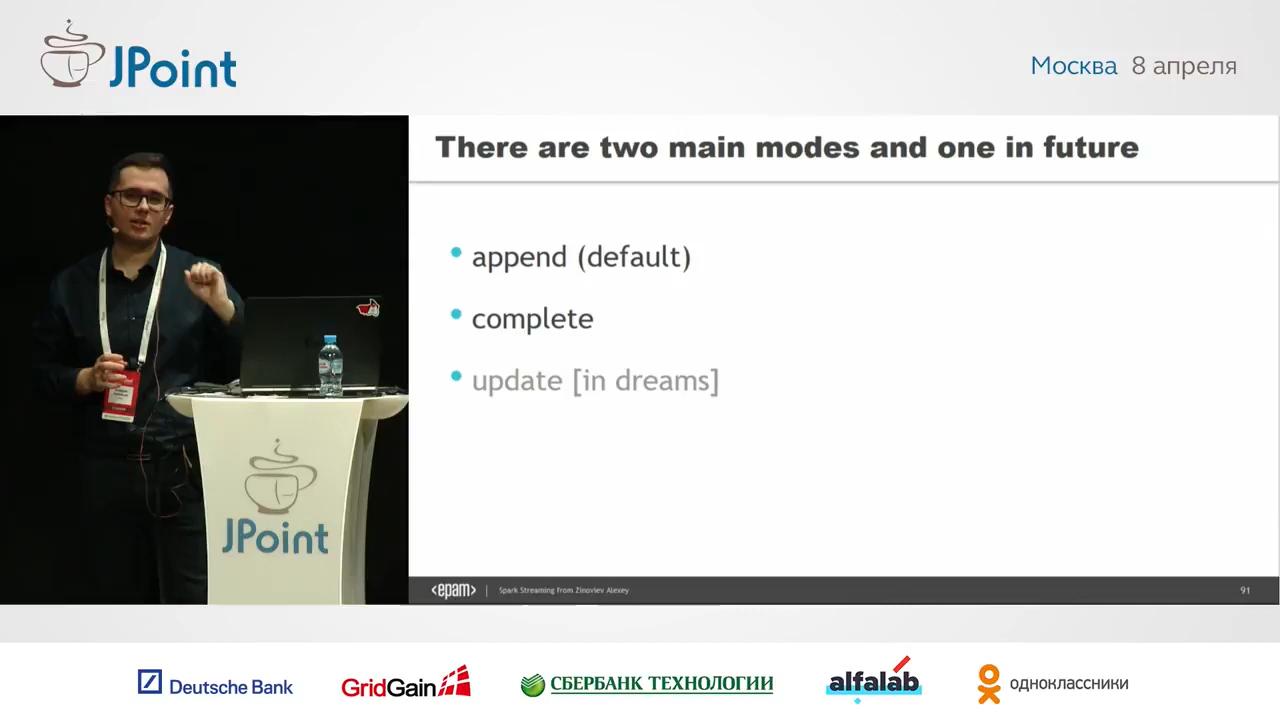 JPoint
Москва 8 апреля
There are two main modes and one in future
append (default)
complete
update [in dreams]
JPoint
<epam> | Spark Streaming from Zinoviev Alexey
91
Deutsche Bank
GridGain
СБЕРБАНК ТЕХНОЛОГИИ
alfalab
одноклассники